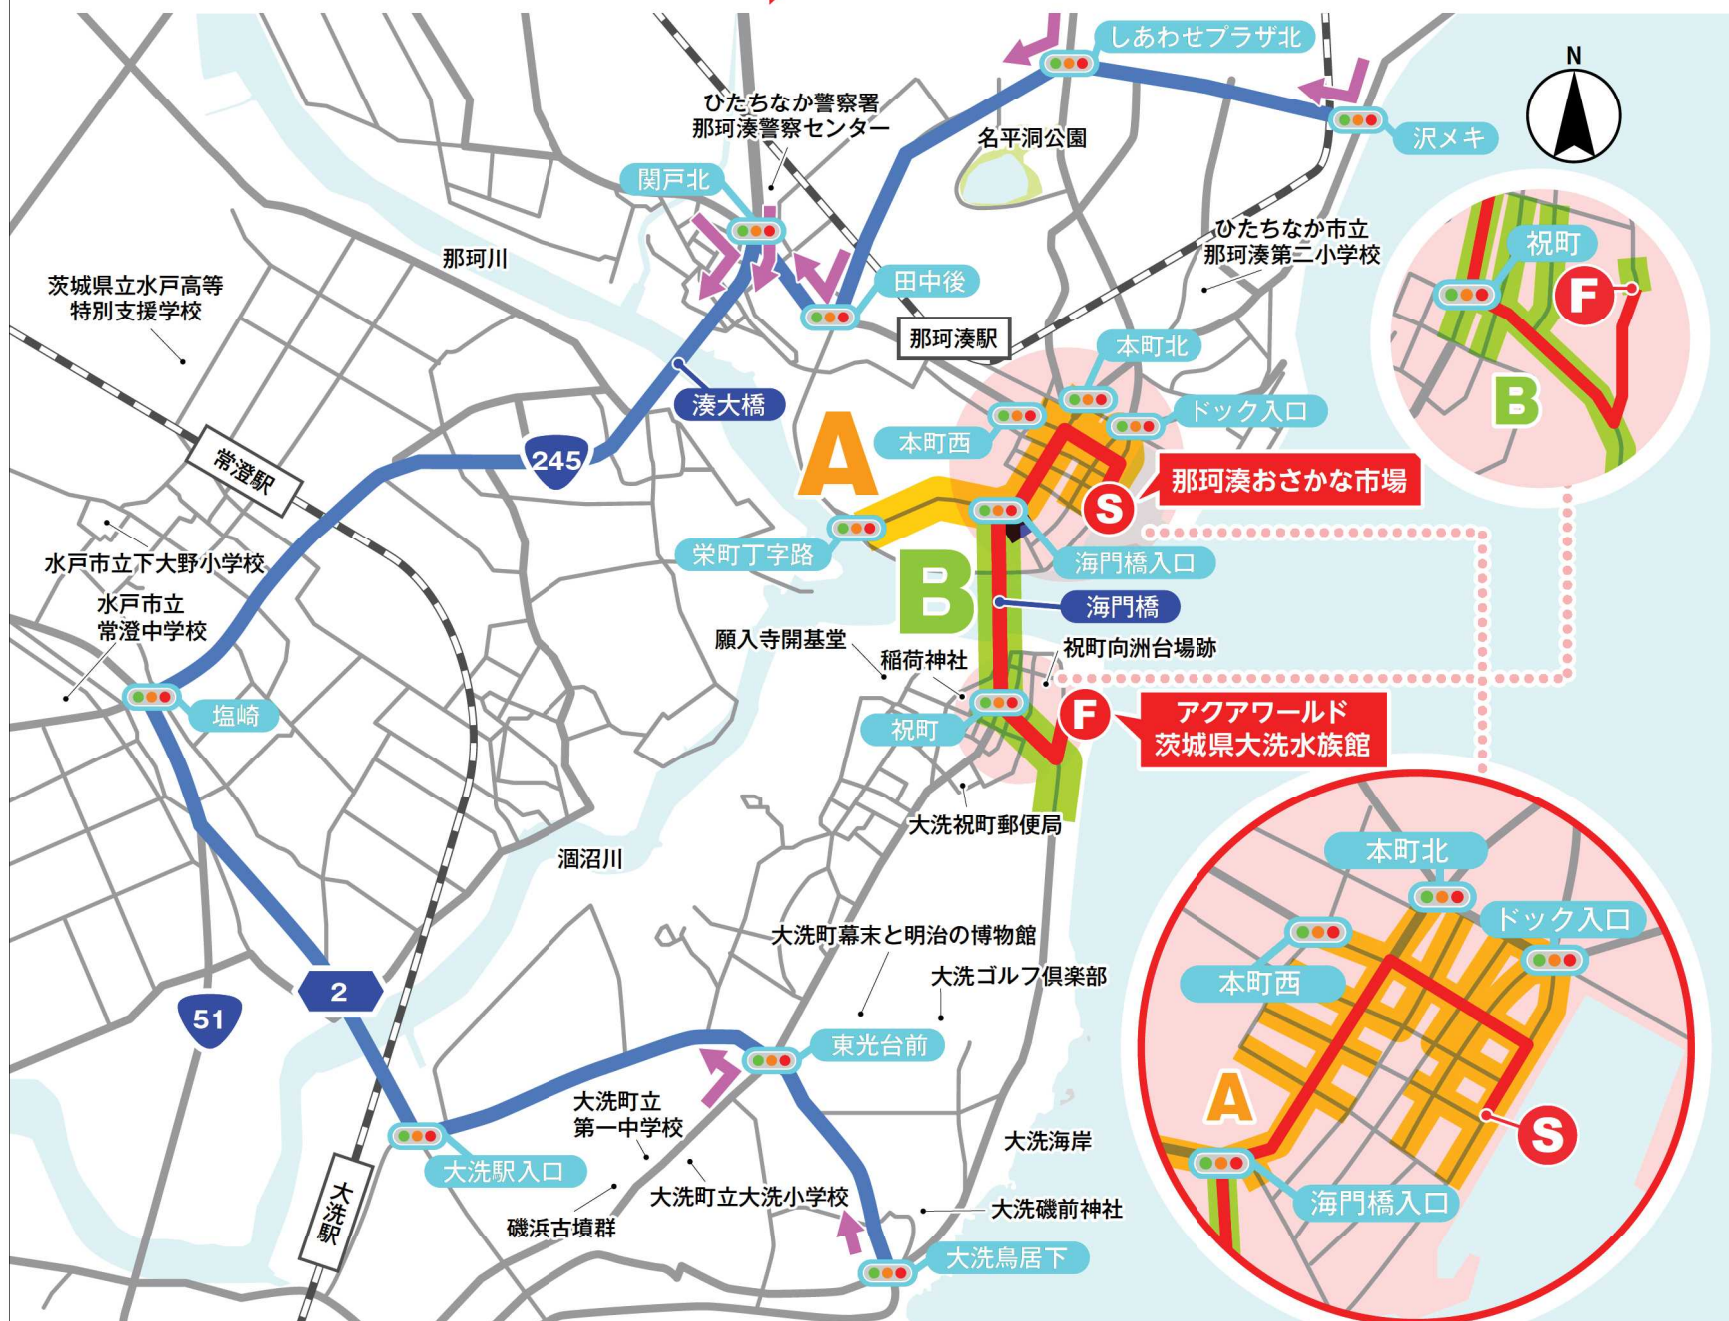 しあわせプラザ北
N
ひたちなか警察署
那珂湊警察センター
名平洞公園
沢メキ
関戸北
祝町
F
B
ひたちなか市立
那珂湊第二小学校
那珂川
茨城県立水戸高等
特別支援学校
田中後
那珂湊駅
本町北
湊大橋
ドック入口
A
本町西
245
常澄駅
那珂湊おさかな市場
S
栄町丁字路
海門橋入口
水戸市立下大野小学校
B
海門橋
水戸市立
常澄中学校
願入寺開基堂
稲荷神社
祝町向洲台場跡
塩崎
祝町
F
アクアワールド
茨城県大洗水族館
大洗祝町郵便局
涸沼川
本町北
ドック入口
本町西
大洗町幕末と明治の博物館
大洗ゴルフ倶楽部
2
51
東光台前
A
S
大洗町立
第一中学校
大洗海岸
大洗駅入口
大洗町立大洗小学校
海門橋入口
大洗駅
磯浜古墳群
大洗磯前神社
大洗鳥居下